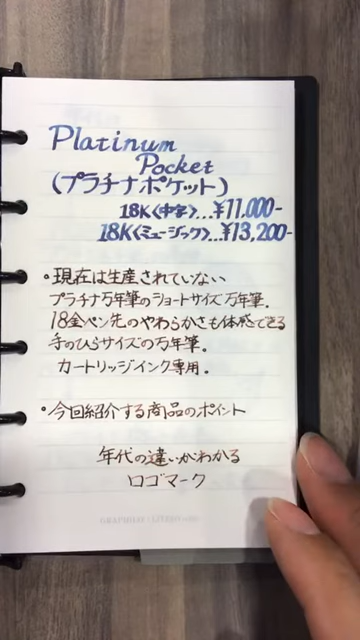 Platinum
Pocket
(プラチナポケット)
18K〈中字〉...¥11,000-
18K〈ミュージック〉...¥13,200-
・現在は生産されていない
プラチナ万年筆のショートサイズ万年筆.
18金ペン先のやわらかさも体感できる
手のひらサイズの万年筆。
カートリッジインク専用.
・今回紹介する商品のポイント
年代の違いがわかる
ロゴマーク
GRAPHILO